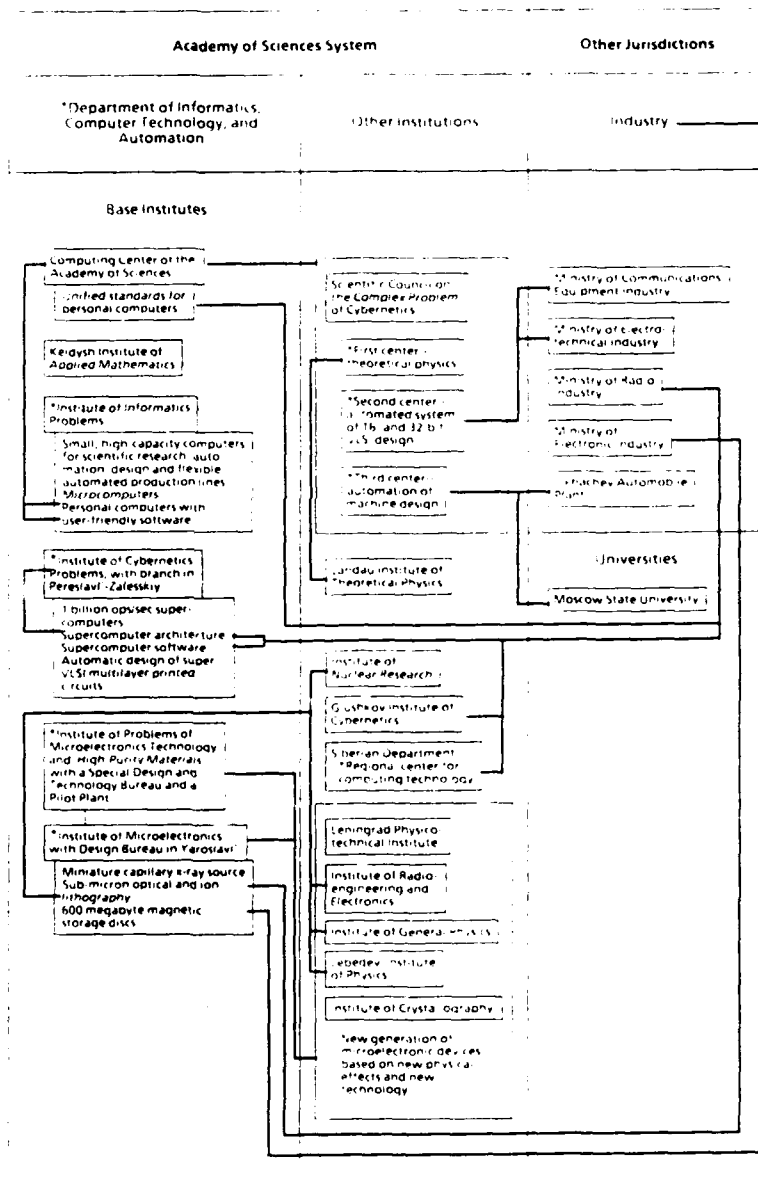 Academy of Sciences System
Other Jurisdictions
*Department of Informatics,
Computer Technology, and
Automation
Other Institutions
Industry
Base Institutes
Computing Center of the
Academy of Sciences
Unified standards for
personal computers
Keldysh Institute of
Applied Mathematics
*Institute of Informatics
Problems
Small, high capacity computers
for scientific research, auto
mation, design and flexible
automated production lines
Microcomputers
Personal computers with
user-friendly software
*Institute of Cybernetics
Problems, with branch in
Pereslavl'-Zalesskiy
1 billion ops/sec super-
computers
Supercomputer architerture
Supercomputer software
Automatic design of super
VLSI multilayer printed
circuits
*Institute of Problems of
Microelectronics Technology
and High Purity Materials
with a Special Design and
Technology Bureau and a
Pilot Plant
*Institute of Microelectronics
with Design Bureau in Yaroslavl'
Miniature capillary x-ray source
Sub-micron optical and ion
lithography
600 megabyte magnetic
storage discs
Scientific Council on
the Complex Problem
of Cybernetics
*First center -
theoretical physics
*Second center -
automated system
of 16 and 32 bit
VLSI design
*Third center -
automation of
machine design
Landau Institute of
Theoretical Physics
Institute of
Nuclear Research
Glushkov Institute of
Cybernetics
Siberian Department
*Regional center for
computing technology
Leningrad Physico-
technical Institute
Institute of Radio-
engineering and
Electronics
Institute of General Physics
Lebedev Institute
of Physics
Institute of Crystallography
New generation of
microelectronic devices
based on new physical
effects and new
technology
Ministry of Communications
Equipment Industry
Ministry of Electro-
technical Industry
Ministry of Radio
Industry
Ministry of
Electronic Industry
Likhachev Automobile
Plant
Universities
Moscow State University